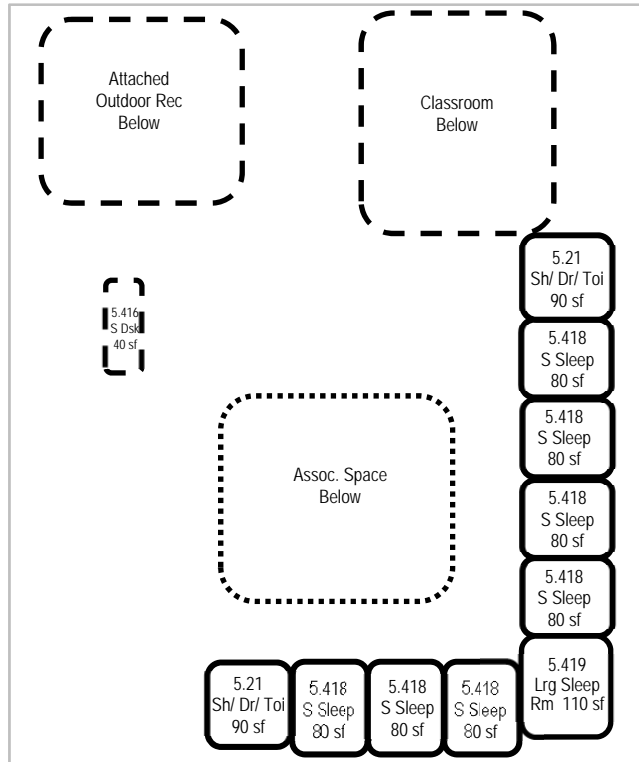 Attached
Outdoor Rec
Below
Classroom
Below
5.21
Sh/ Dr/ Toi
90 sf
5.416
S Dsk
40 sf
5.418
S Sleep
80 sf
5.418
S Sleep
80 sf
Assoc. Space
Below
5.418
S Sleep
80 sf
5.418
S Sleep
80 sf
5.21
Sh/ Dr/ Toi
90 sf
5.418
S Sleep
80 sf
5.418
S Sleep
80 sf
5.418
S Sleep
80 sf
5.419
Lrg Sleep
Rm 110 sf